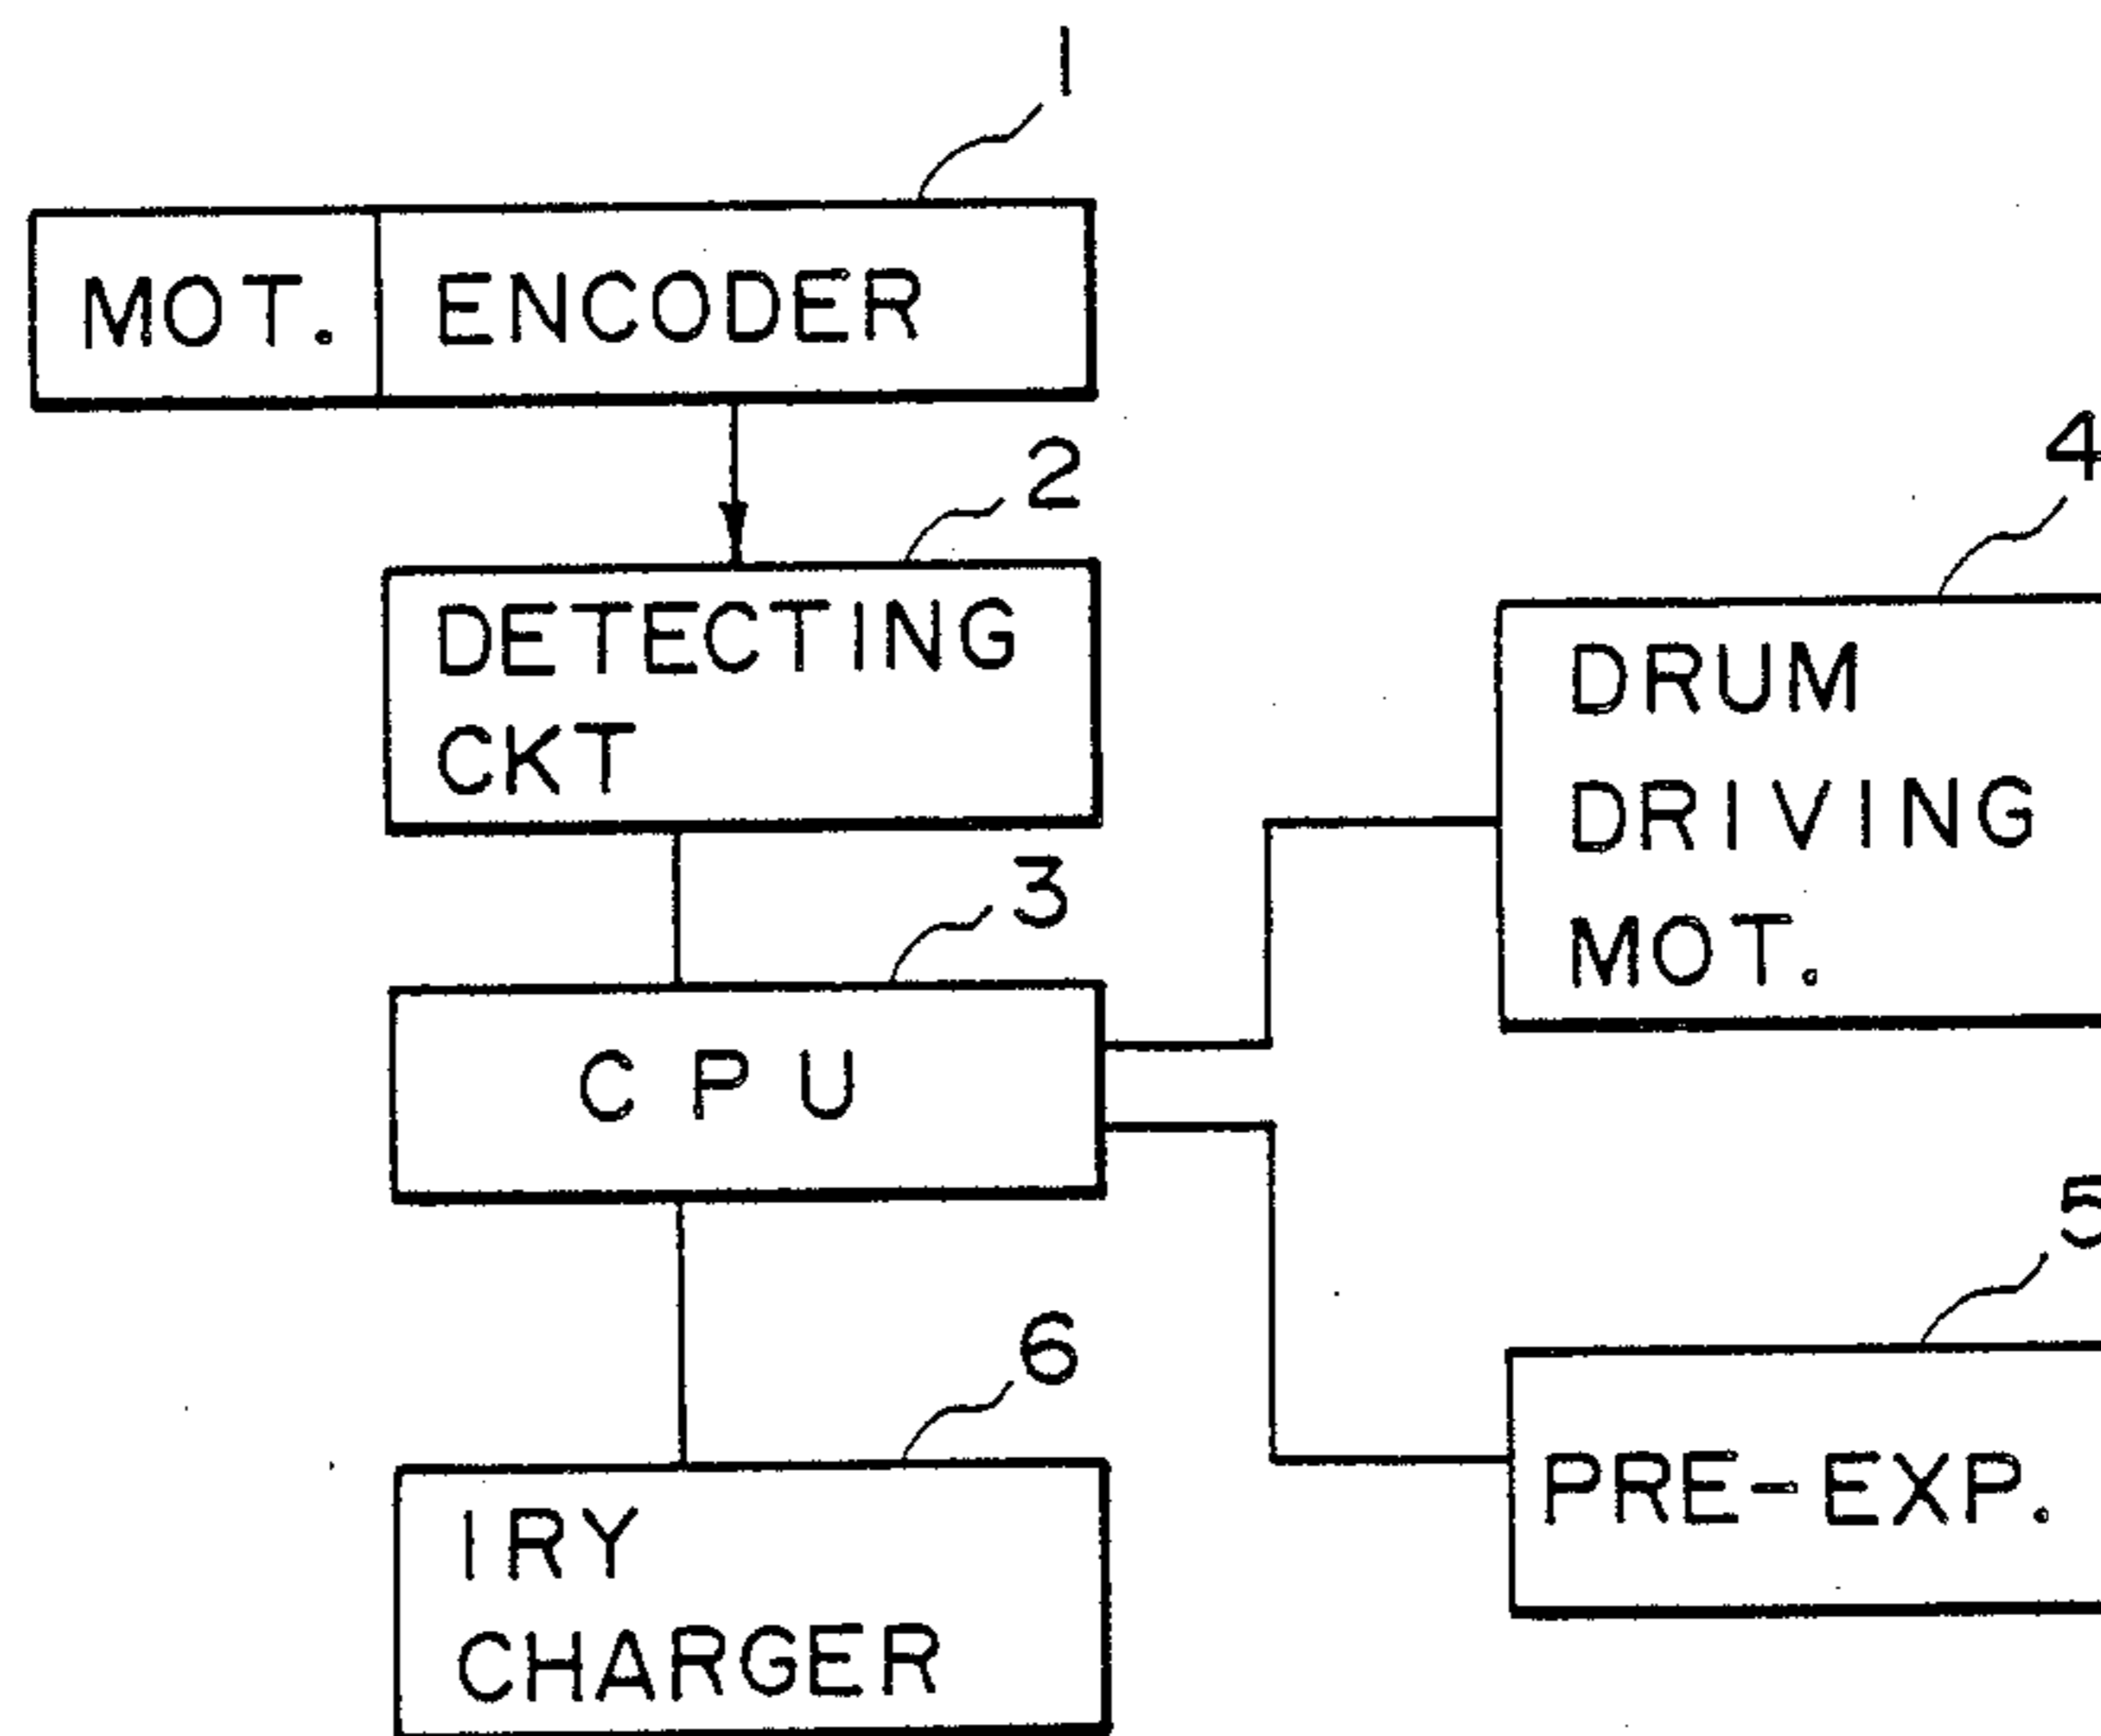 1
MOT. ENCODER
2
DETECTING
CKT
3
CPU
4
DRUM
DRIVING
MOT.
5
PRE-EXP.
6
IRY
CHARGER